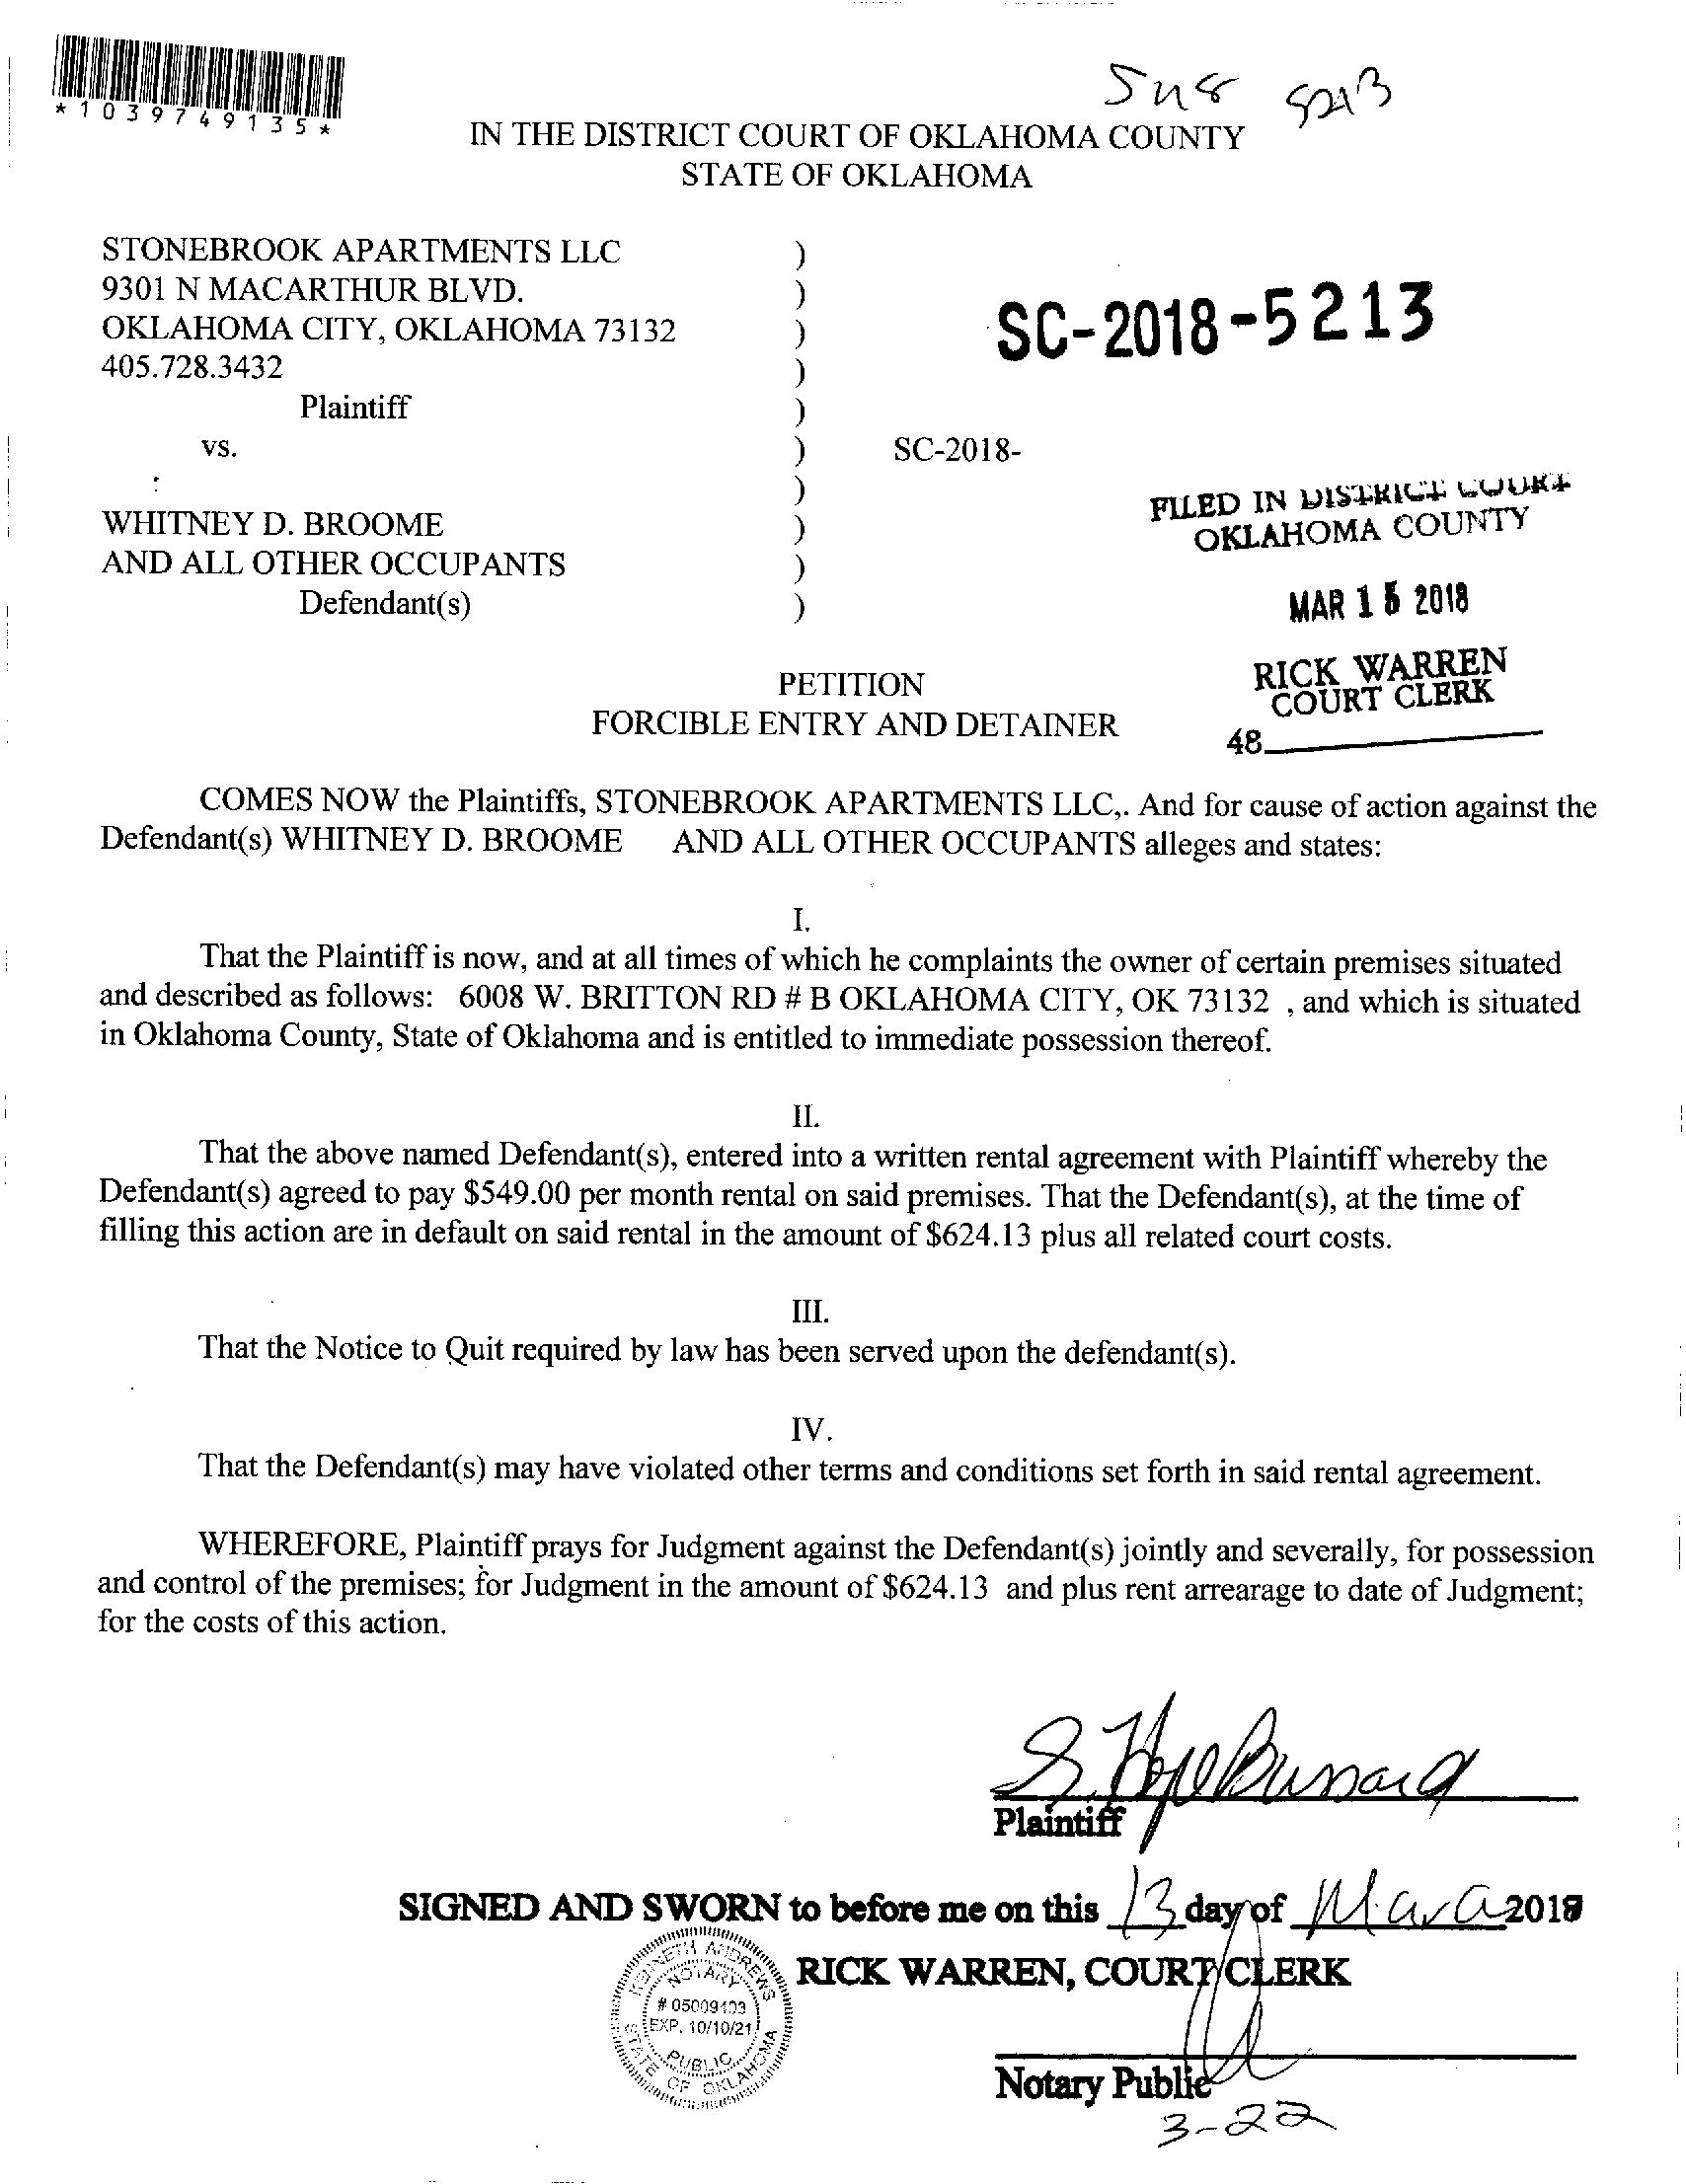 *1039749135*
IN THE DISTRICT COURT OF OKLAHOMA COUNTY
STATE OF OKLAHOMA
STONEBROOK APARTMENTS LLC )
9301 N MACARTHUR BLVD. )
OKLAHOMA CITY, OKLAHOMA 73132 )
405.728.3432 )
Plaintiff )
SC-2018-5213
vs. ) SC-2018-
: )
WHITNEY D. BROOME )
AND ALL OTHER OCCUPANTS )
Defendant(s) )
FILED IN DISTRICT COURT
OKLAHOMA COUNTY
MAR 15 2018
RICK WARREN
COURT CLERK
48
PETITION
FORCIBLE ENTRY AND DETAINER
COMES NOW the Plaintiffs, STONEBROOK APARTMENTS LLC,. And for cause of action against the
Defendant(s) WHITNEY D. BROOME AND ALL OTHER OCCUPANTS alleges and states:
I.
That the Plaintiff is now, and at all times of which he complaints the owner of certain premises situated
and described as follows: 6008 W. BRITTON RD # B OKLAHOMA CITY, OK 73132 , and which is situated
in Oklahoma County, State of Oklahoma and is entitled to immediate possession thereof.
II.
That the above named Defendant(s), entered into a written rental agreement with Plaintiff whereby the
Defendant(s) agreed to pay $549.00 per month rental on said premises. That the Defendant(s), at the time of
filling this action are in default on said rental in the amount of $624.13 plus all related court costs.
III.
That the Notice to Quit required by law has been served upon the defendant(s).
IV.
That the Defendant(s) may have violated other terms and conditions set forth in said rental agreement.
WHEREFORE, Plaintiff prays for Judgment against the Defendant(s) jointly and severally, for possession
and control of the premises; for Judgment in the amount of $624.13 and plus rent arrearage to date of Judgment;
for the costs of this action.
Plaintiff
SIGNED AND SWORN to before me on this 13 day of 2018
RICK WARREN, COURT CLERK
KENNETH ANDREWS
NOTARY
EXP. 10/10/21
PUBLIC
STATE OF OKLAHOMA
Notary Public
3-22